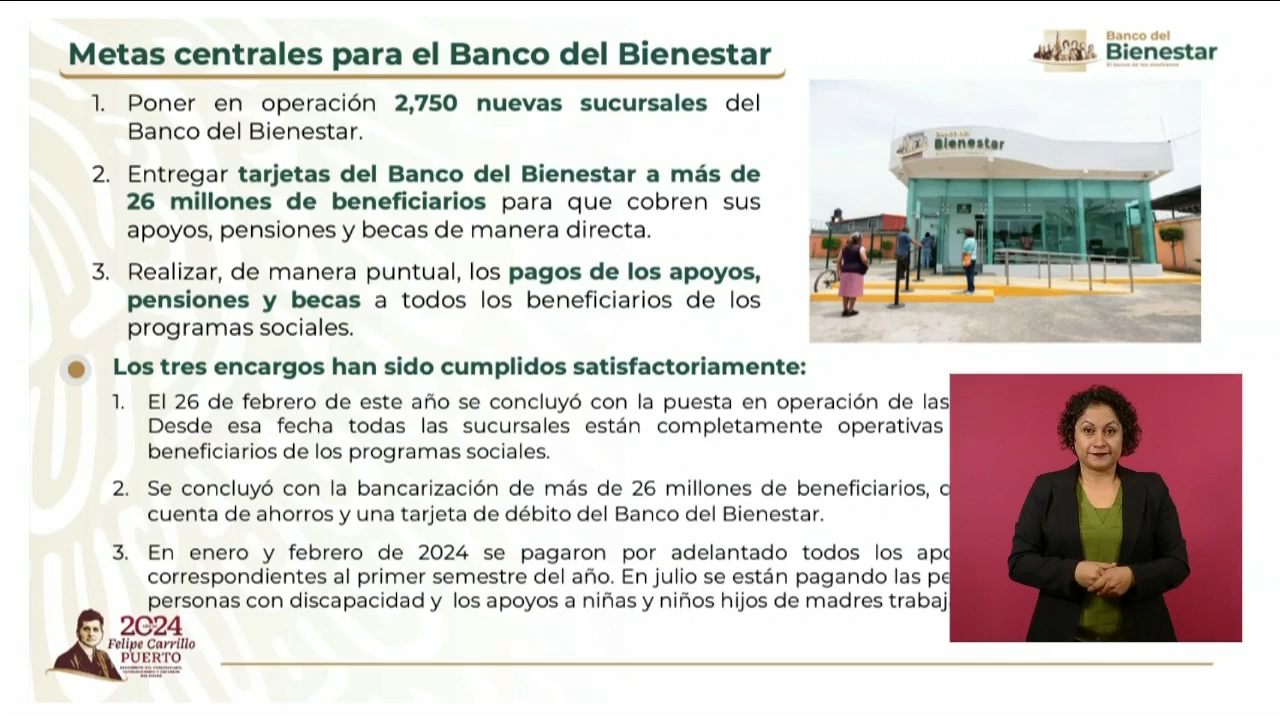 Metas centrales para el Banco del Bienestar
Banco del
Bienestar
1. Poner en operación 2,750 nuevas sucursales del
Banco del Bienestar.
2. Entregar tarjetas del Banco del Bienestar a más de
26 millones de beneficiarios para que cobren sus
apoyos, pensiones y becas de manera directa.
3. Realizar, de manera puntual, los pagos de los apoyos,
pensiones y becas a todos los beneficiarios de los
programas sociales.
Bienestar
Los tres encargos han sido cumplidos satisfactoriamente:
1. El 26 de febrero de este año se concluyó con la puesta en operación de las
Desde esa fecha todas las sucursales están completamente operativas
beneficiarios de los programas sociales.
2. Se concluyó con la bancarización de más de 26 millones de beneficiarios,
cuenta de ahorros y una tarjeta de débito del Banco del Bienestar.
3. En enero y febrero de 2024 se pagaron por adelantado todos los apo
correspondientes al primer semestre del año. En julio se están pagando las pe
personas con discapacidad y los apoyos a niñas y niños hijos de madres trabaj
2024
Felipe Carrillo
PUERTO